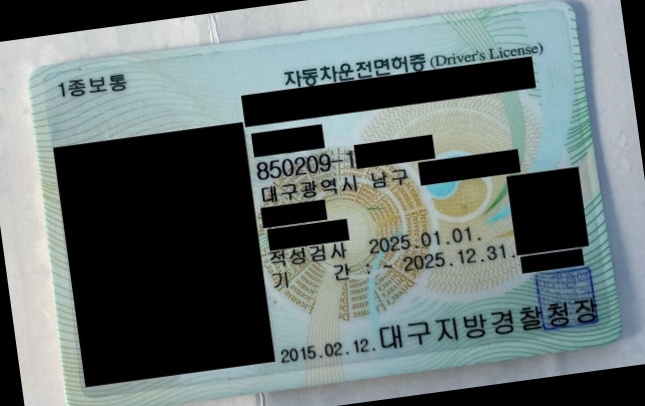 1종보통
자동차운전면허증 (Driver's License)
850209-1
대구광역시 남구
적성검사 2025.01.01.
기 간 : ~ 2025.12.31.
2015.02.12. 대구지방경찰청장